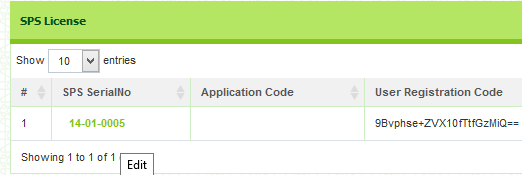 SPS License
Show 10 entries
# SPS SerialNo Application Code User Registration Code
1 14-01-0005 9Bvphse+ZVX10fTtfGzMiQ==
Showing 1 to 1 of 1
Edit